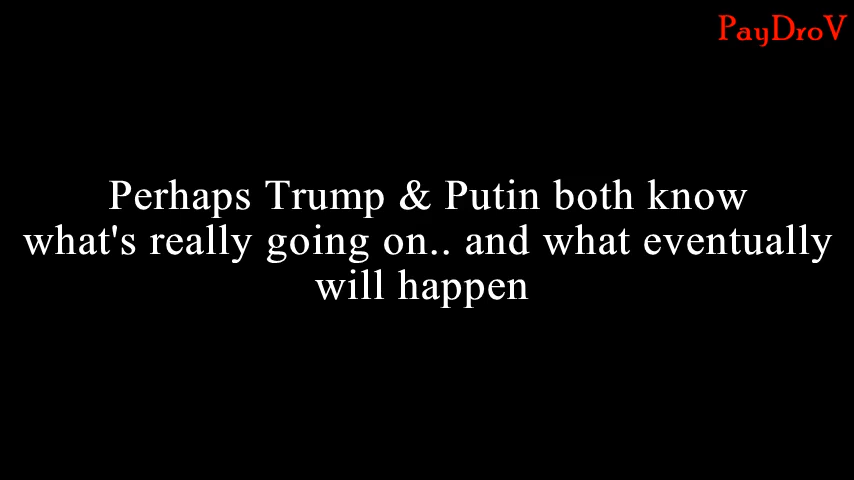 PayDroV
Perhaps Trump & Putin both know
what's really going on.. and what eventually
will happen